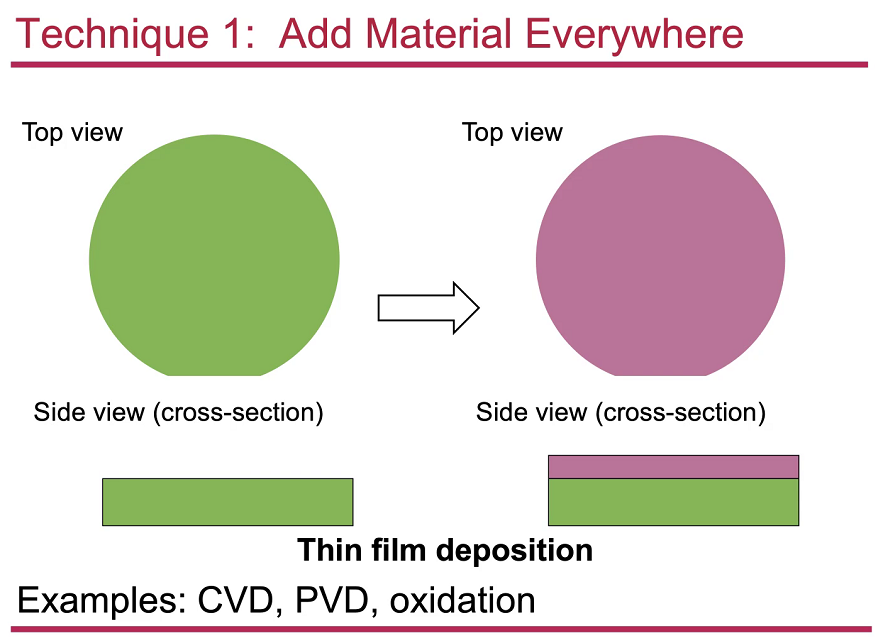 Technique 1:  Add Material Everywhere
Top view
Top view
Side view (cross-section)
Side view (cross-section)
Thin film deposition
Examples: CVD, PVD, oxidation